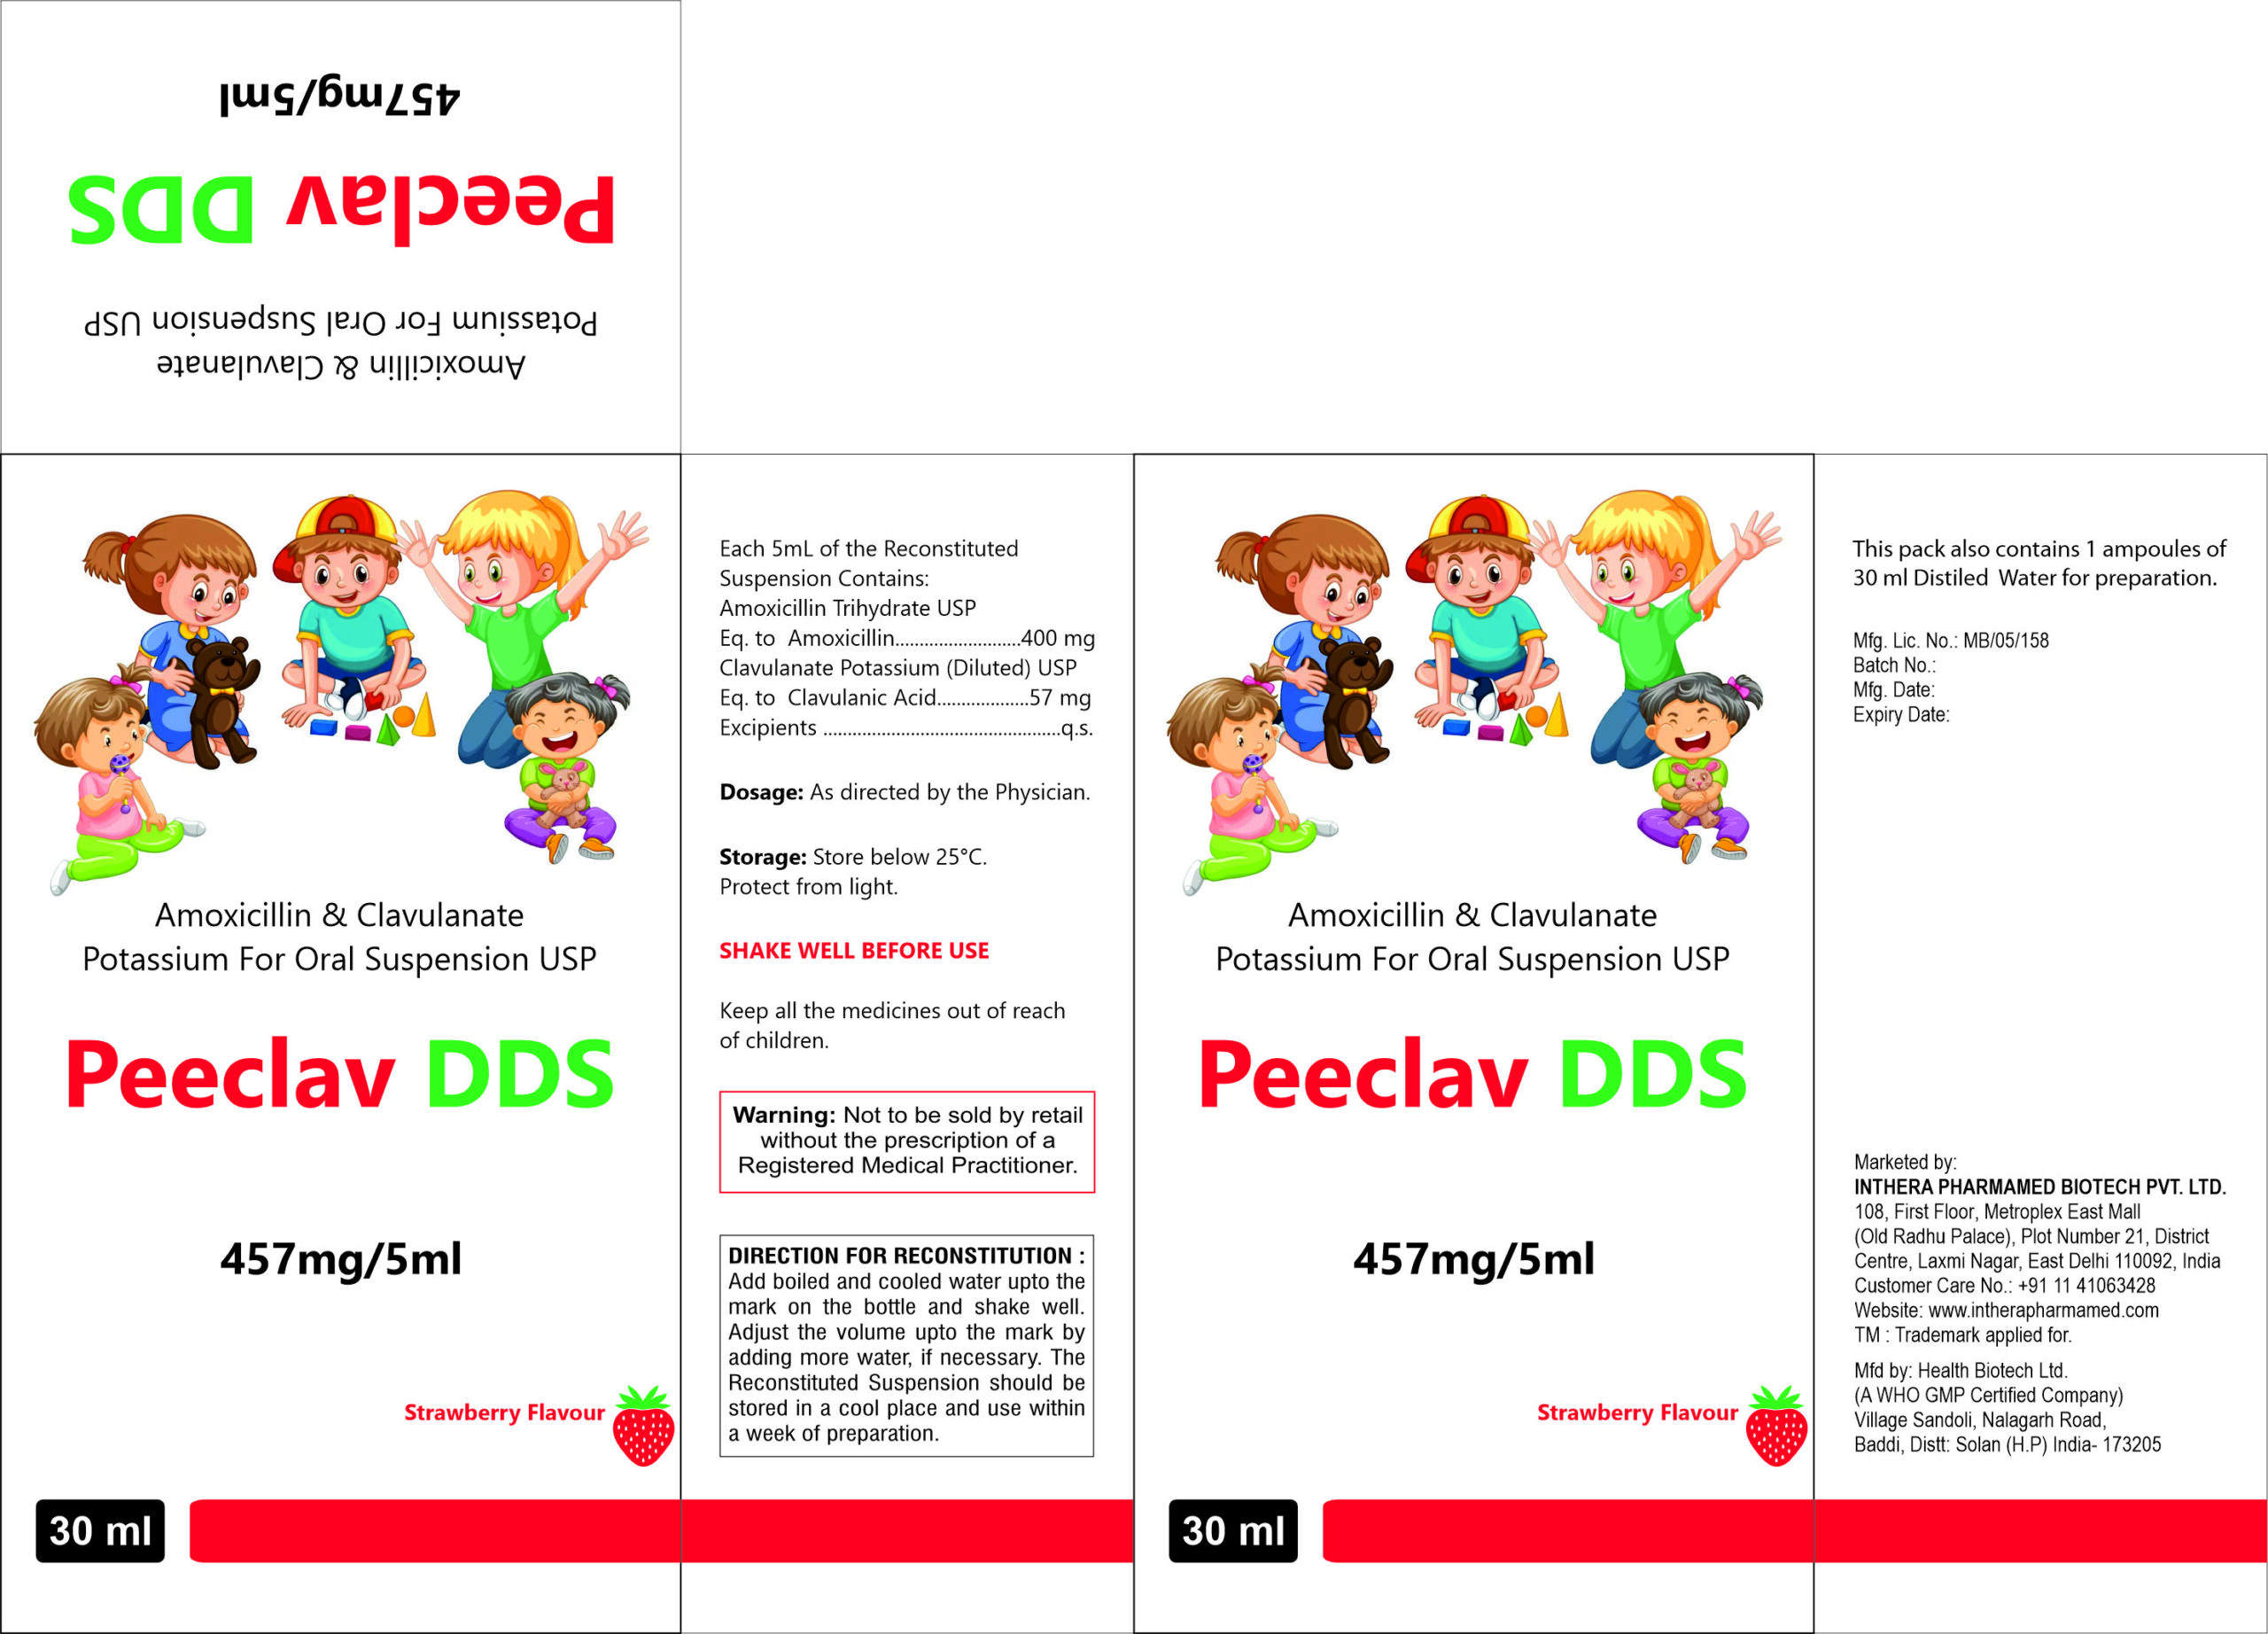 457mg/5ml
Peeclav DDS
Potassium For Oral Suspension USP
Amoxicillin & Clavulanate
Amoxicillin & Clavulanate
Potassium For Oral Suspension USP
Peeclav DDS
457mg/5ml
Strawberry Flavour
30 ml
Each 5mL of the Reconstituted
Suspension Contains:
Amoxicillin Trihydrate USP
Eq. to  Amoxicillin..........................400 mg
Clavulanate Potassium (Diluted) USP
Eq. to  Clavulanic Acid...................57 mg
Excipients .................................................q.s.
Dosage: As directed by the Physician.
Storage: Store below 25°C.
Protect from light.
SHAKE WELL BEFORE USE
Keep all the medicines out of reach
of children.
Warning: Not to be sold by retail
without the prescription of a
Registered Medical Practitioner.
DIRECTION FOR RECONSTITUTION :
Add boiled and cooled water upto the
mark on the bottle and shake well.
Adjust the volume upto the mark by
adding more water, if necessary. The
Reconstituted Suspension should be
stored in a cool place and use within
a week of preparation.
Amoxicillin & Clavulanate
Potassium For Oral Suspension USP
Peeclav DDS
457mg/5ml
Strawberry Flavour
30 ml
This pack also contains 1 ampoules of
30 ml Distiled  Water for preparation.
Mfg. Lic. No.: MB/05/158
Batch No.:
Mfg. Date:
Expiry Date:
Marketed by:
INTHERA PHARMAMED BIOTECH PVT. LTD.
108, First Floor, Metroplex East Mall
(Old Radhu Palace), Plot Number 21, District
Centre, Laxmi Nagar, East Delhi 110092, India
Customer Care No.: +91 11 41063428
Website: www.intherapharmamed.com
TM : Trademark applied for.
Mfd by: Health Biotech Ltd.
(A WHO GMP Certified Company)
Village Sandoli, Nalagarh Road,
Baddi, Distt: Solan (H.P) India- 173205